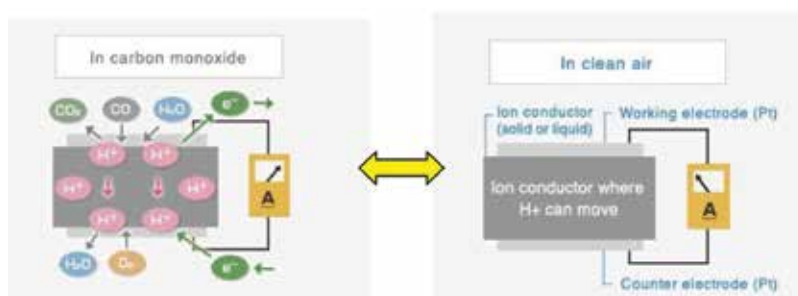 In carbon monoxide
CO₂ CO H₂O e⁻
H⁺ H⁺
H⁺ H⁺
A
H⁺ H⁺
H₂O O₂ e⁻
In clean air
Ion conductor
(solid or liquid)
Working electrode (Pt)
Ion conductor where
H+ can move
A
Counter electrode (Pt)